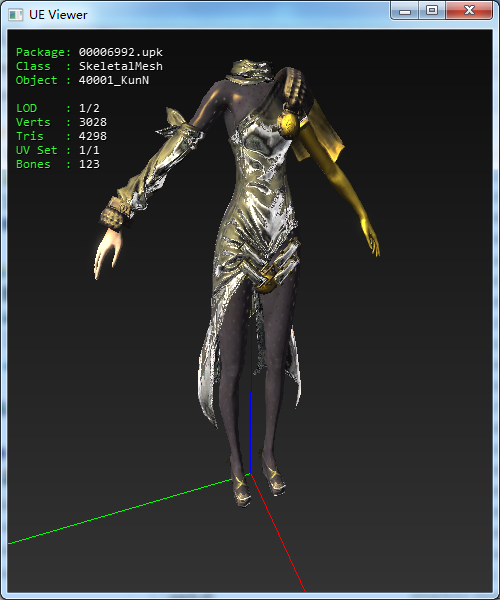 UE Viewer
Package: 00006992.upk
Class : SkeletalMesh
Object : 40001_KunN
LOD : 1/2
Verts : 3028
Tris : 4298
UV Set : 1/1
Bones : 123